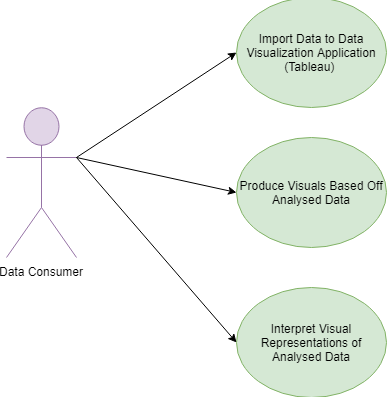 Import Data to Data
Visualization Application
(Tableau)
Produce Visuals Based Off
Analysed Data
Data Consumer
Interpret Visual
Representations of
Analysed Data